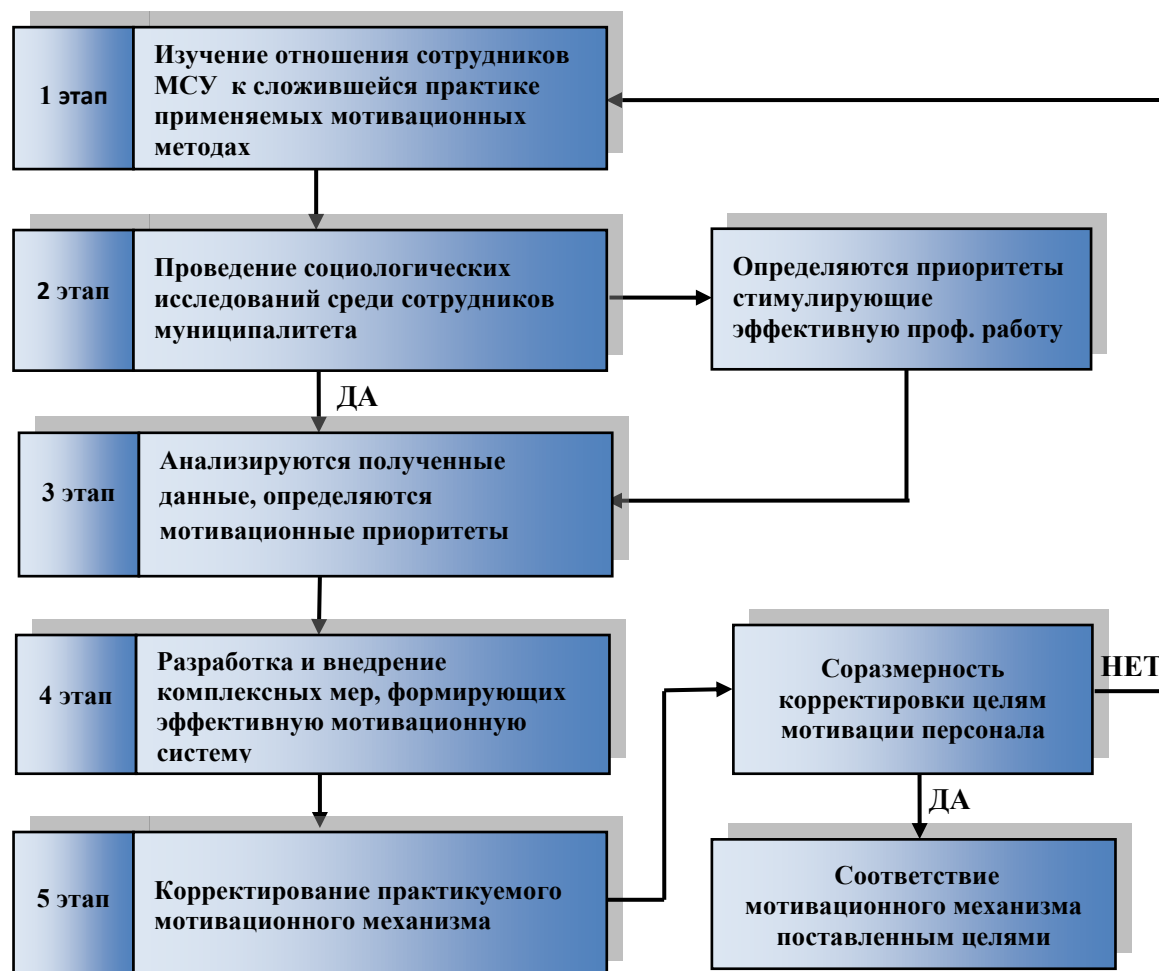 1 этап
Изучение отношения сотрудников
МСУ к сложившейся практике
применяемых мотивационных
методах
2 этап
Проведение социологических
исследований среди сотрудников
муниципалитета
Определяются приоритеты
стимулирующие
эффективную проф. работу
ДА
3 этап
Анализируются полученные
данные, определяются
мотивационные приоритеты
4 этап
Разработка и внедрение
комплексных мер, формирующих
эффективную мотивационную
систему
Соразмерность
корректировки целям
мотивации персонала
НЕТ
ДА
5 этап
Корректирование практикуемого
мотивационного механизма
Соответствие
мотивационного механизма
поставленным целями